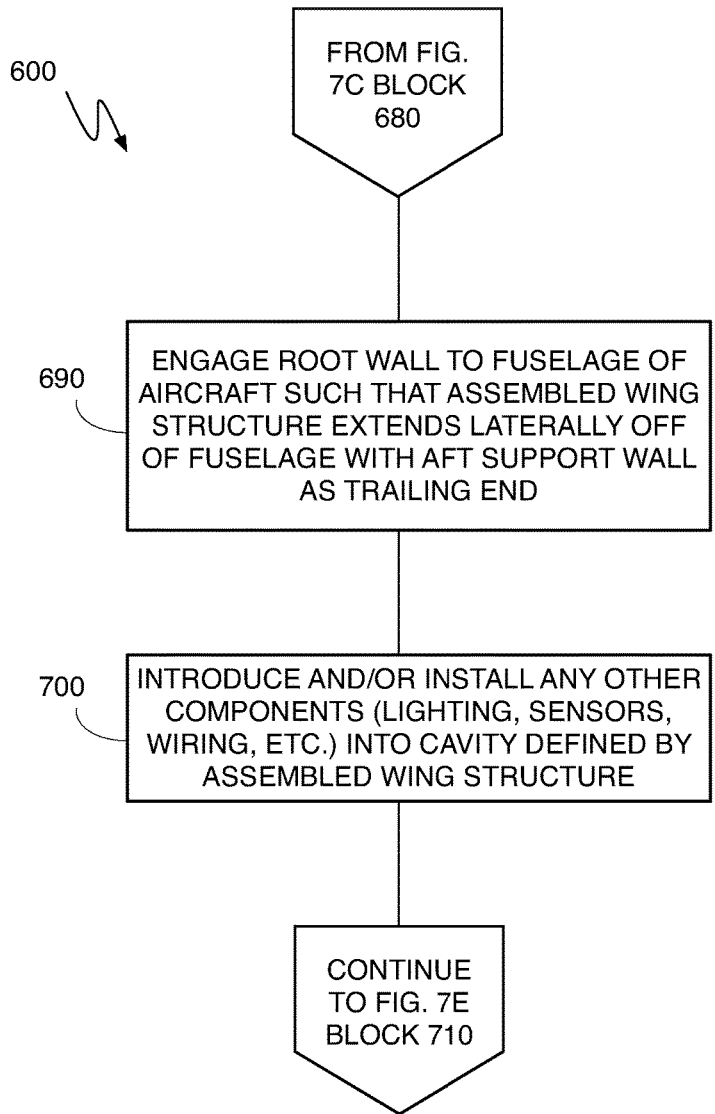 600
FROM FIG.
7C BLOCK
680
690
ENGAGE ROOT WALL TO FUSELAGE OF
AIRCRAFT SUCH THAT ASSEMBLED WING
STRUCTURE EXTENDS LATERALLY OFF
OF FUSELAGE WITH AFT SUPPORT WALL
AS TRAILING END
700
INTRODUCE AND/OR INSTALL ANY OTHER
COMPONENTS (LIGHTING, SENSORS,
WIRING, ETC.) INTO CAVITY DEFINED BY
ASSEMBLED WING STRUCTURE
CONTINUE
TO FIG. 7E
BLOCK 710